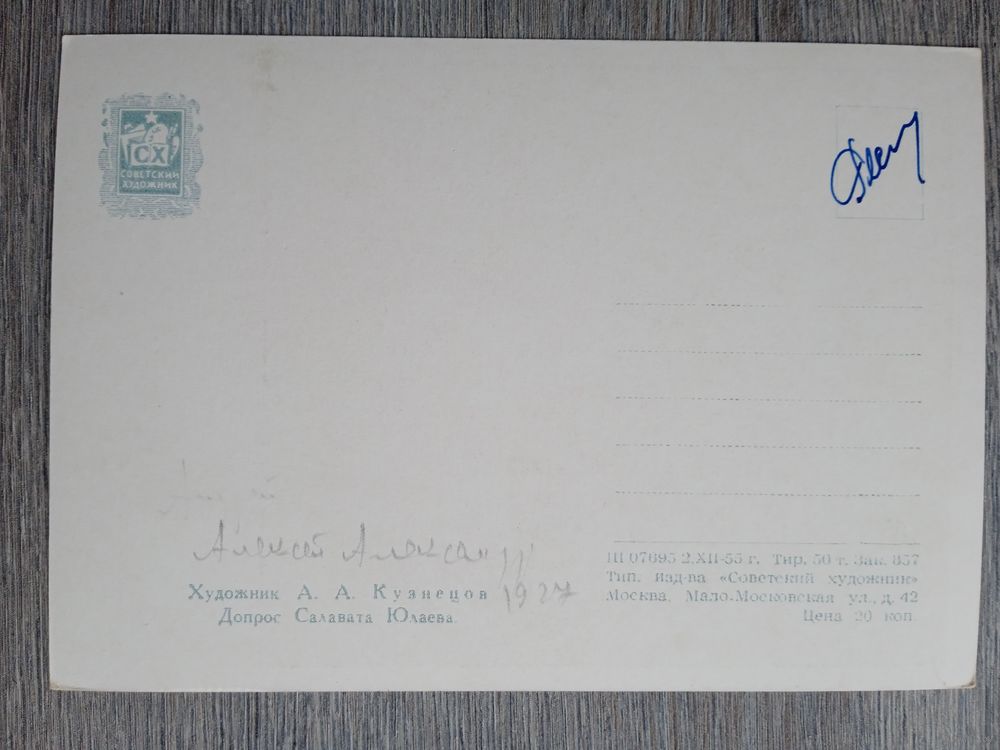 СХ
СОВЕТСКИЙ
ХУДОЖНИК
Алексей Александр
1927
Художник А. А. Кузнецов
Допрос Салавата Юлаева.
Ш 07695 2.XII-55 г. Тир. 50 т. Зак. 857
Тип. изд-ва «Советский художник»
Москва, Мало-Московская ул., д. 42
Цена 20 коп.